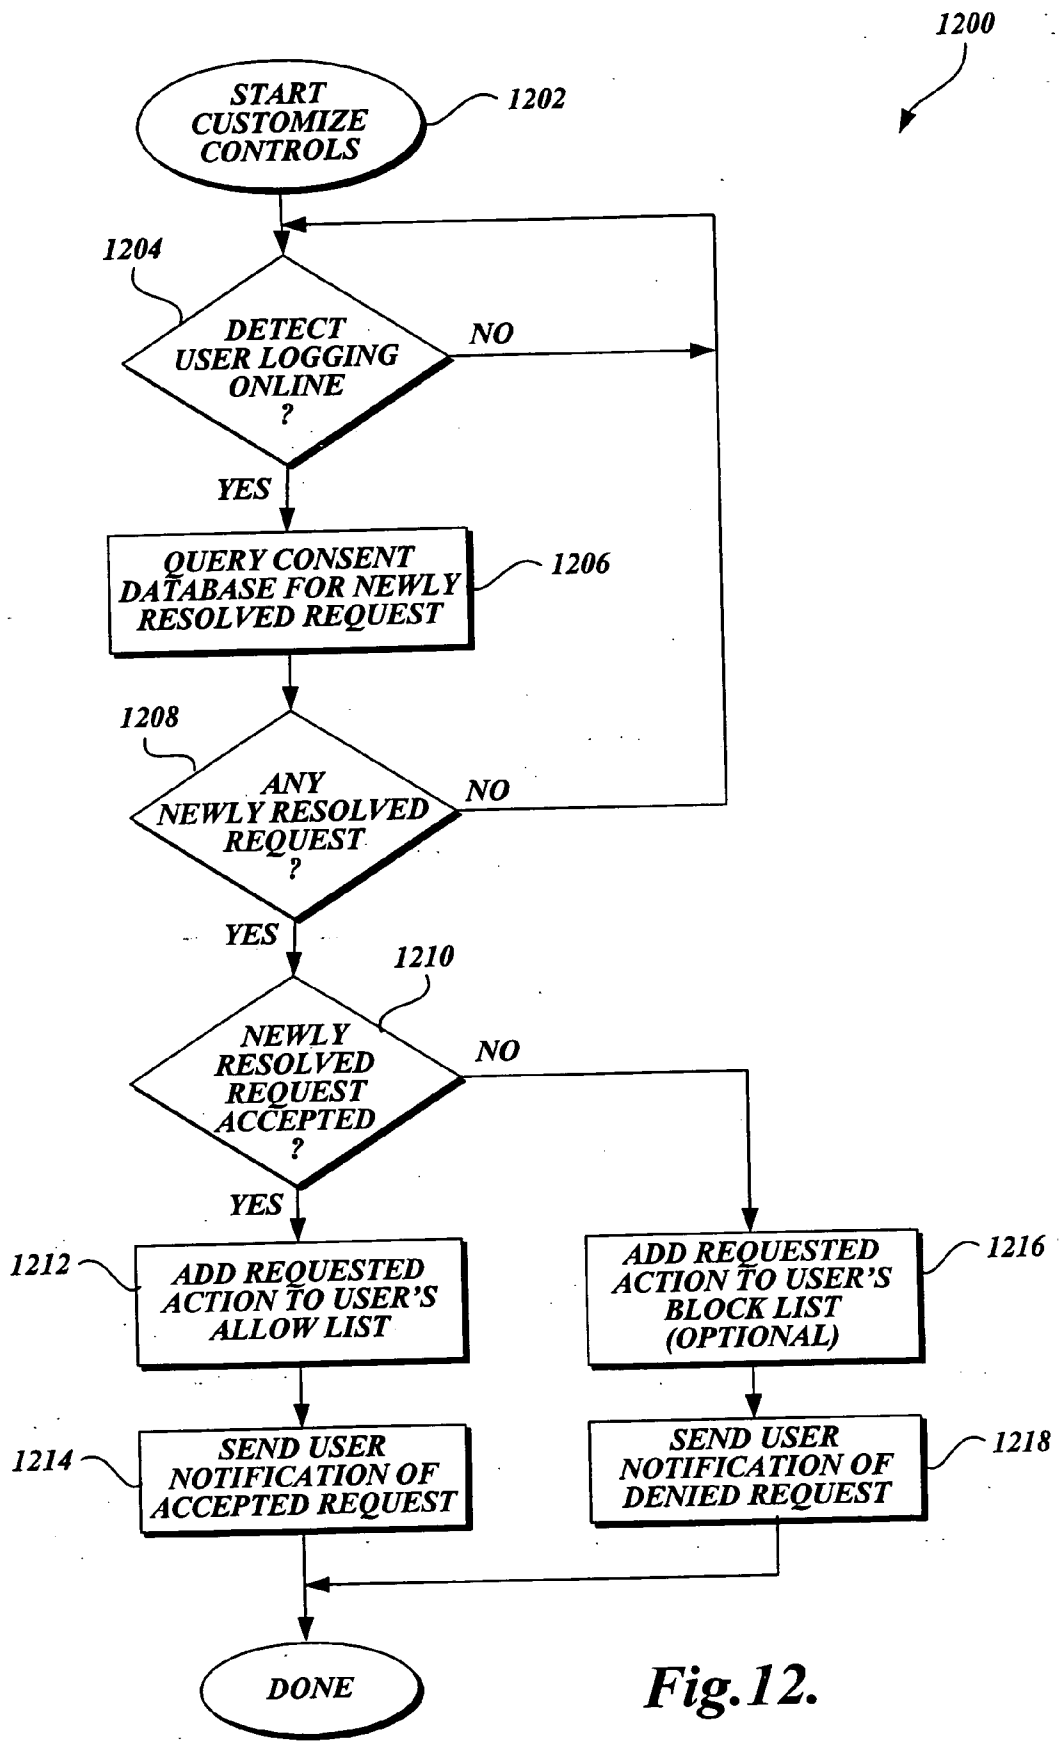 1200
START
CUSTOMIZE
CONTROLS
1202
1204
DETECT
USER LOGGING
ONLINE
?
NO
YES
QUERY CONSENT
DATABASE FOR NEWLY
RESOLVED REQUEST
1206
1208
ANY
NEWLY RESOLVED
REQUEST
?
NO
YES
1210
NEWLY
RESOLVED
REQUEST
ACCEPTED
?
NO
YES
1212
ADD REQUESTED
ACTION TO USER'S
ALLOW LIST
ADD REQUESTED
ACTION TO USER'S
BLOCK LIST
(OPTIONAL)
1216
1214
SEND USER
NOTIFICATION OF
ACCEPTED REQUEST
SEND USER
NOTIFICATION OF
DENIED REQUEST
1218
DONE
Fig.12.